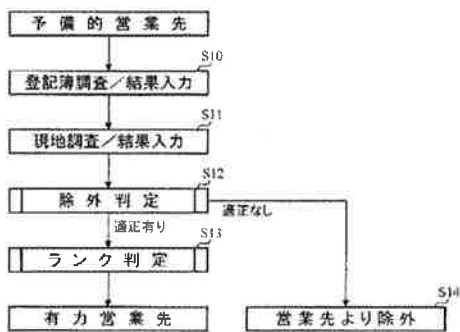 予備的営業先
S10
登記簿調査／結果入力
S11
現地調査／結果入力
S12
除外判定
適正なし
適正有り
S13
ランク判定
S14
有力営業先
営業先より除外